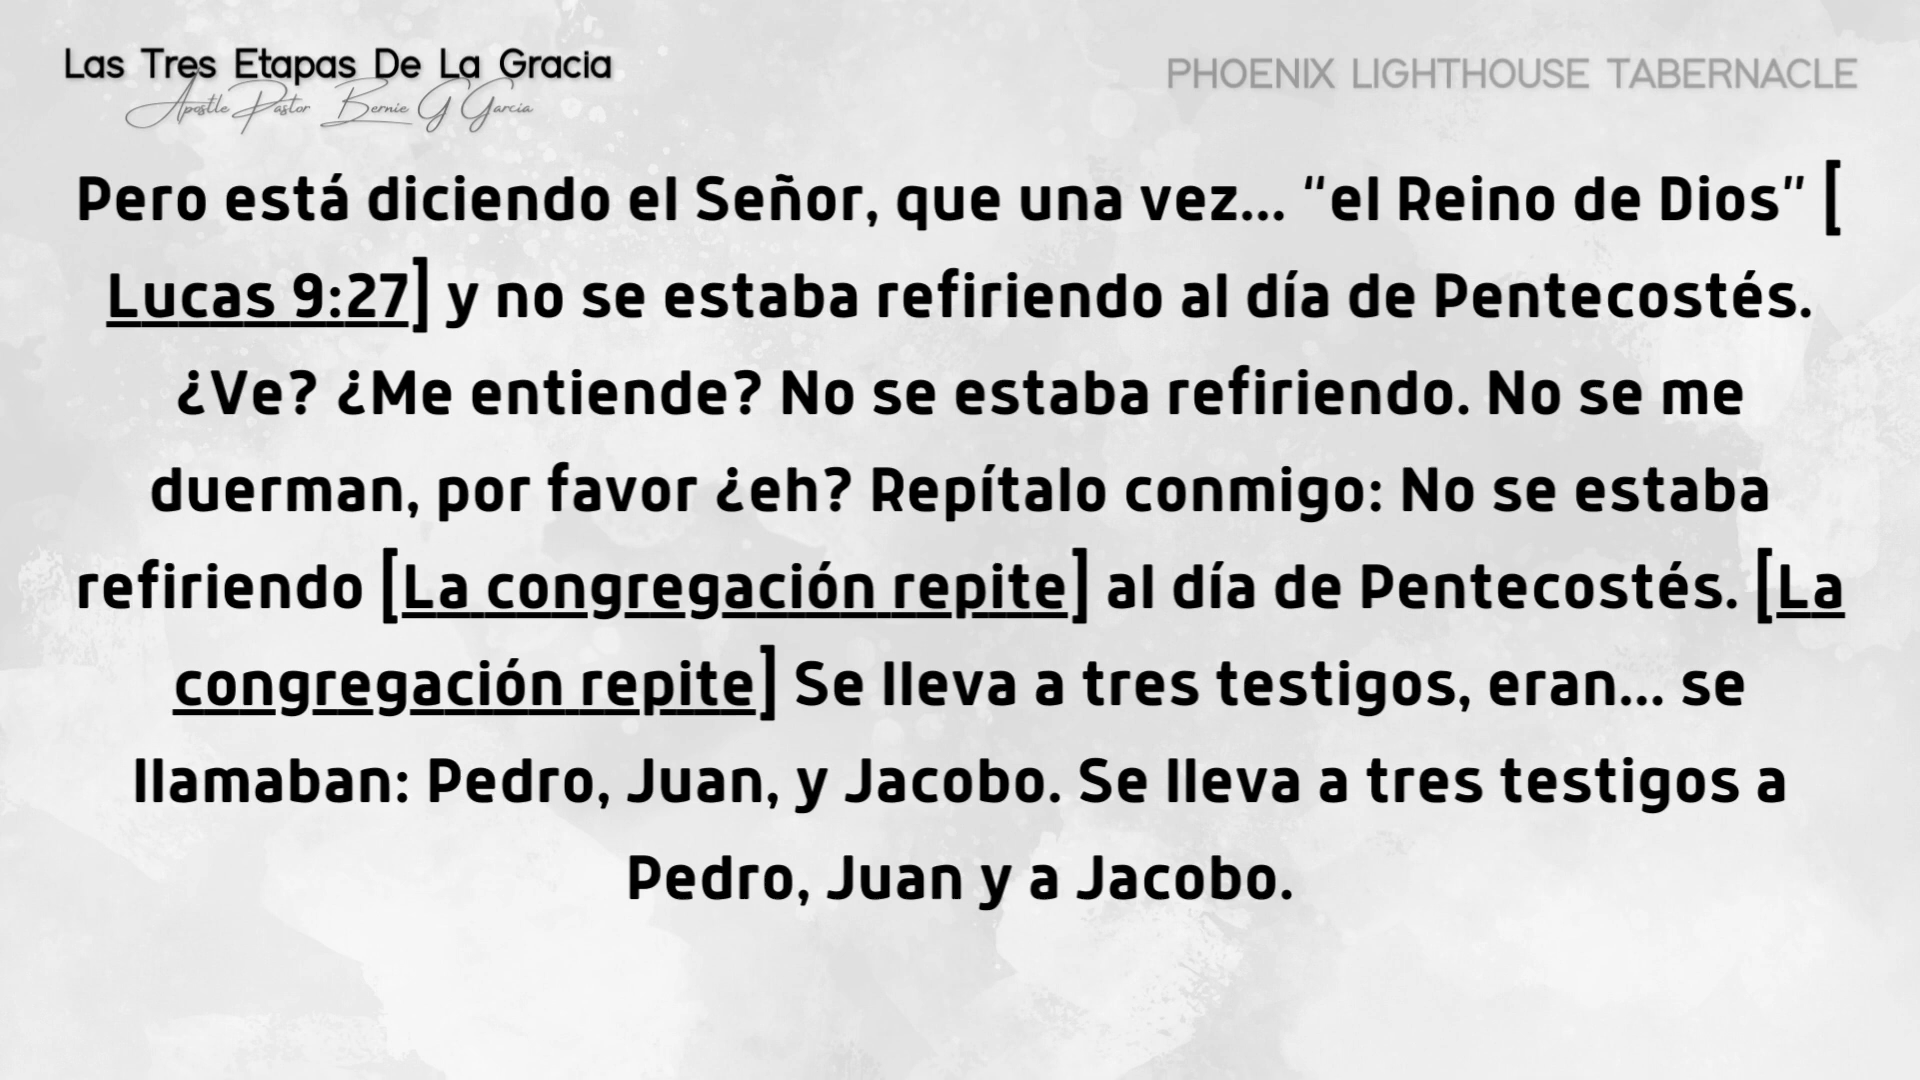 Las Tres Etapas De La Gracia
Apostle Pastor Bernie G Garcia
PHOENIX LIGHTHOUSE TABERNACLE
Pero está diciendo el Señor, que una vez... “el Reino de Dios” [
Lucas 9:27] y no se estaba refiriendo al día de Pentecostés.
¿Ve? ¿Me entiende? No se estaba refiriendo. No se me
duerman, por favor ¿eh? Repítalo conmigo: No se estaba
refiriendo [La congregación repite] al día de Pentecostés. [La
congregación repite] Se lleva a tres testigos, eran... se
llamaban: Pedro, Juan, y Jacobo. Se lleva a tres testigos a
Pedro, Juan y a Jacobo.